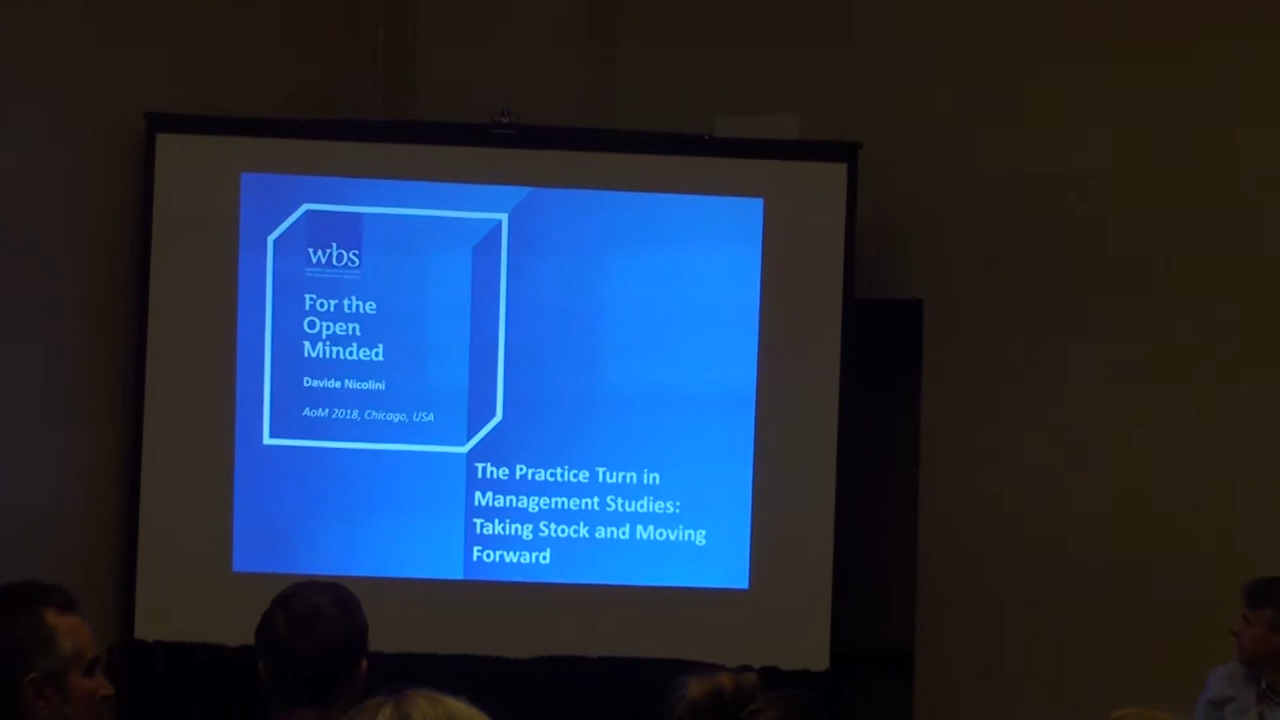 wbs
For the
Open
Minded
Davide Nicolini
AoM 2018, Chicago, USA
The Practice Turn in
Management Studies:
Taking Stock and Moving
Forward